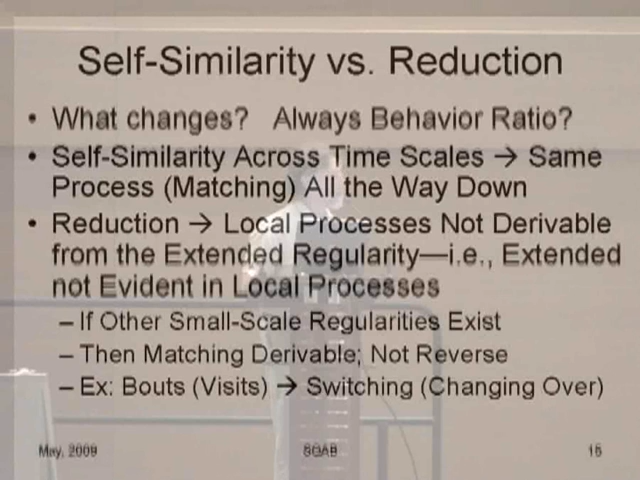 Self-Similarity vs. Reduction
• What changes? Always Behavior Ratio?
• Self-Similarity Across Time Scales → Same
Process (Matching) All the Way Down
• Reduction → Local Processes Not Derivable
from the Extended Regularity—i.e., Extended
not Evident in Local Processes
– If Other Small-Scale Regularities Exist
– Then Matching Derivable; Not Reverse
– Ex: Bouts (Visits) → Switching (Changing Over)
May, 2009 SQAB 15